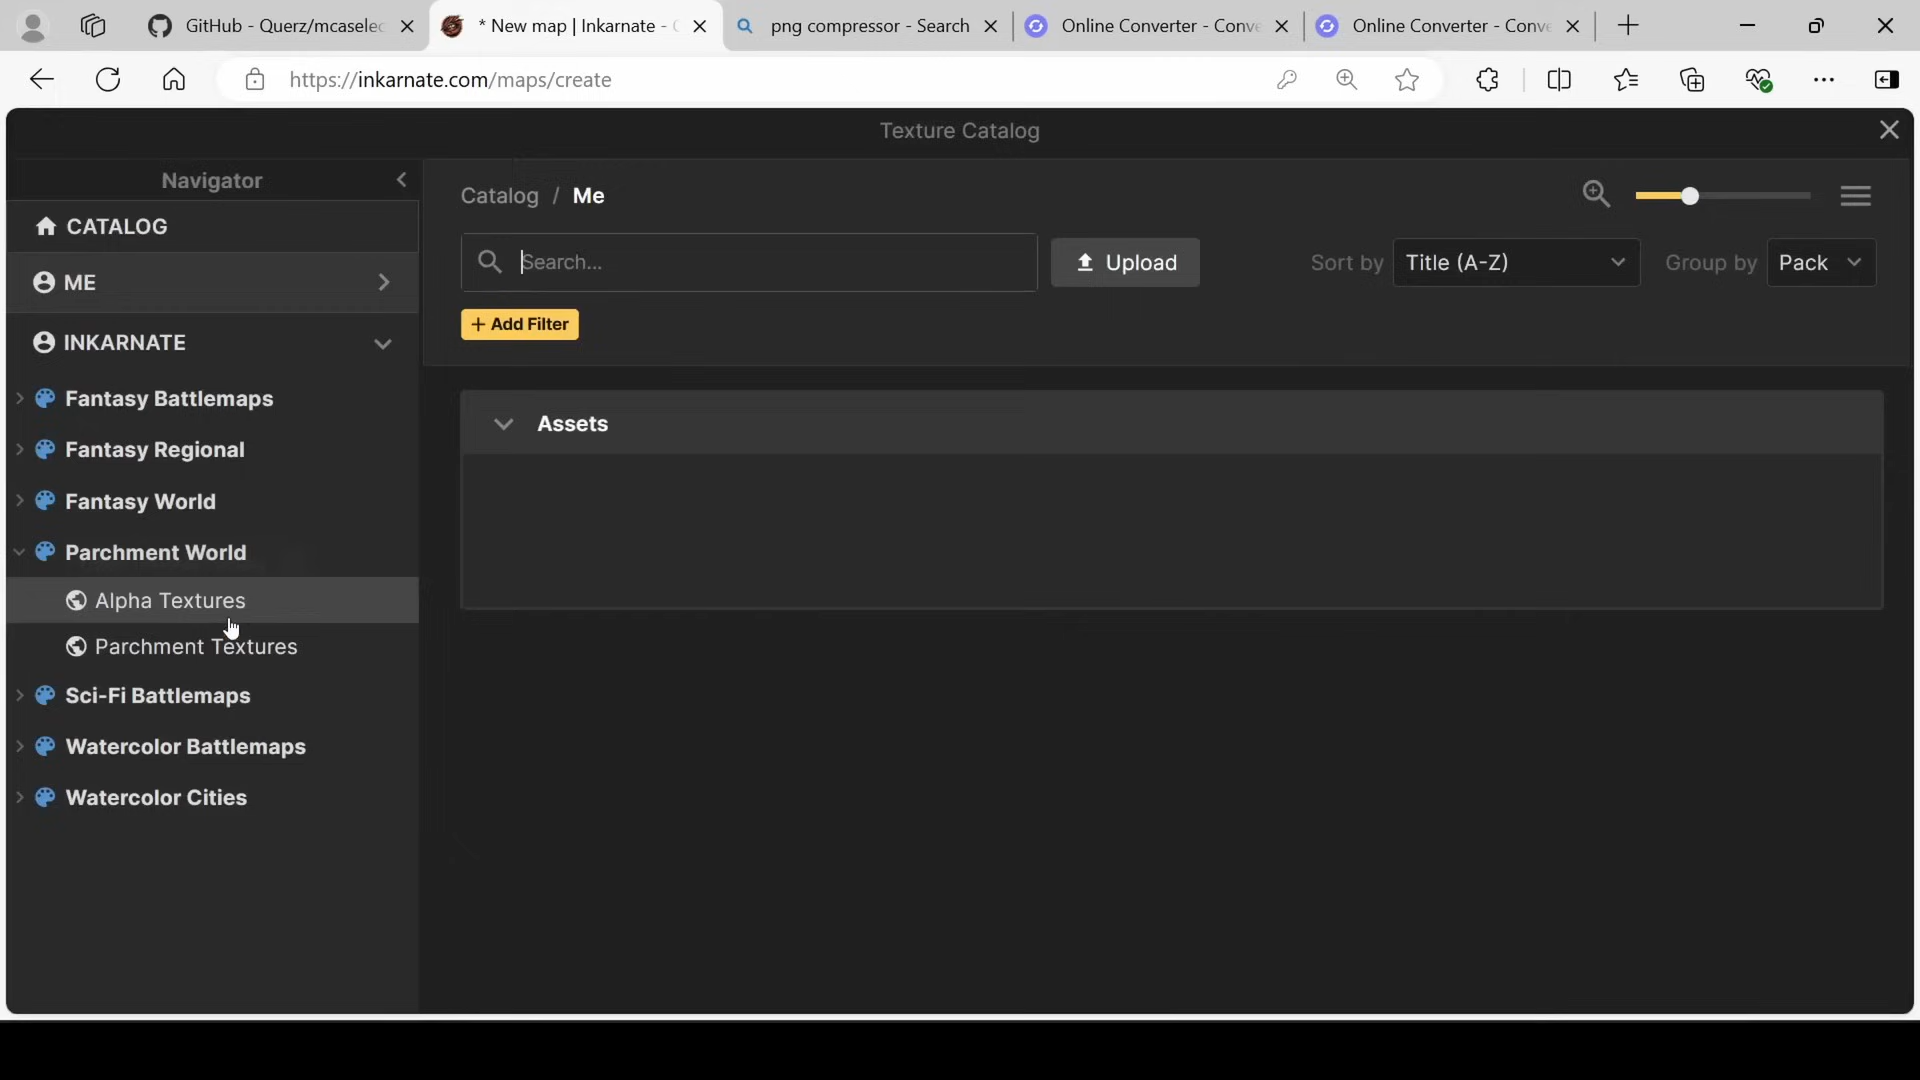 GitHub - Querz/mcaselec
* New map | Inkarnate - C
png compressor - Search
Online Converter - Conve
Online Converter - Conve
https://inkarnate.com/maps/create
Texture Catalog
Navigator
Catalog / Me
CATALOG
Search...
Upload
Sort by
Title (A-Z)
Group by
Pack
ME
+ Add Filter
INKARNATE
Fantasy Battlemaps
Assets
Fantasy Regional
Fantasy World
Parchment World
Alpha Textures
Parchment Textures
Sci-Fi Battlemaps
Watercolor Battlemaps
Watercolor Cities